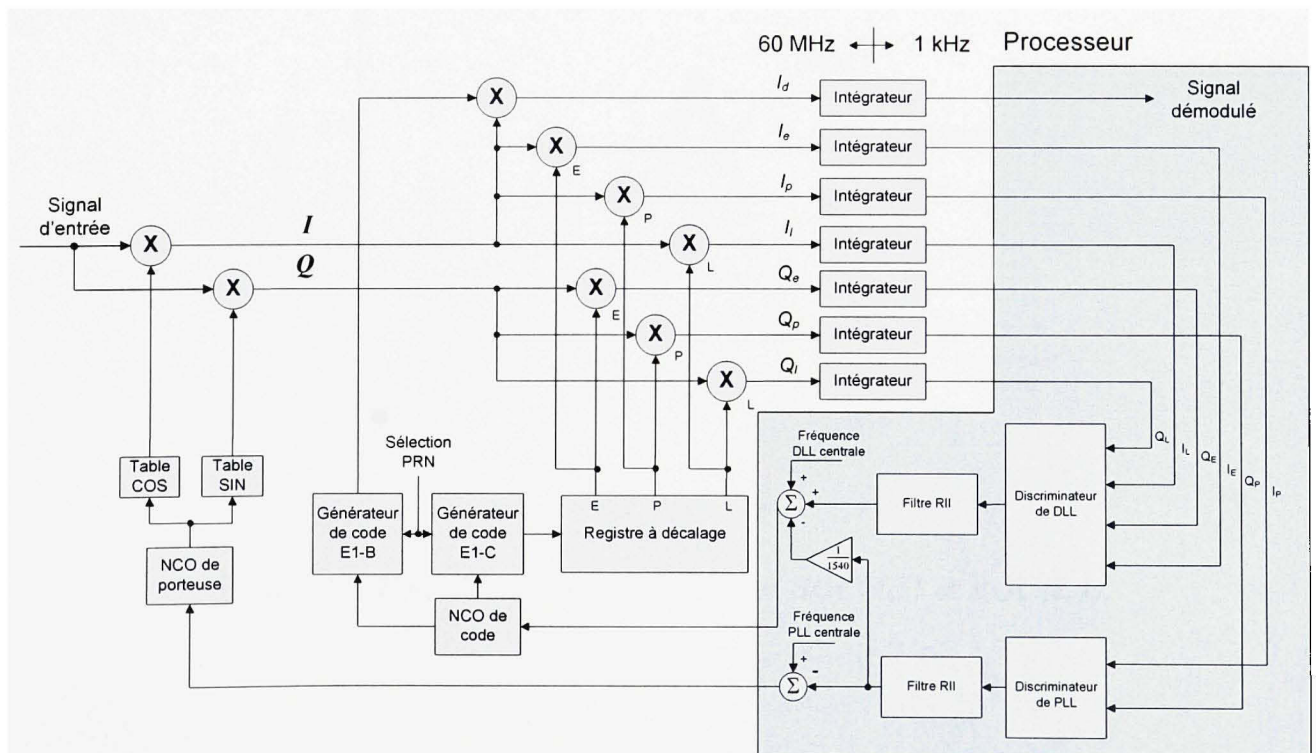 60 MHz
1 kHz
Processeur
X
I_d
Intégrateur
Signal
démodulé
X
E
I_e
Intégrateur
X
P
I_p
Intégrateur
Signal
d'entrée
X
I
X
L
I_l
Intégrateur
X
Q
X
E
Q_e
Intégrateur
X
P
Q_p
Intégrateur
X
L
Q_l
Intégrateur
Table
COS
Table
SIN
Sélection
PRN
NCO de
porteuse
Générateur
de code
E1-B
Générateur
de code
E1-C
E P L
Registre à décalage
NCO de
code
Fréquence
DLL centrale
+
+
-
Σ
Filtre RII
Discriminateur
de DLL
Q_L
I_L
Q_E
I_E
Q_P
I_P
1
1540
Fréquence
PLL centrale
+
-
Σ
Filtre RII
Discriminateur
de PLL